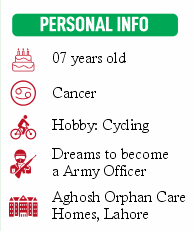 PERSONAL INFO
07 years old
Cancer
Hobby: Cycling
Dreams to become
a Army Officer
Aghosh Orphan Care
Homes, Lahore